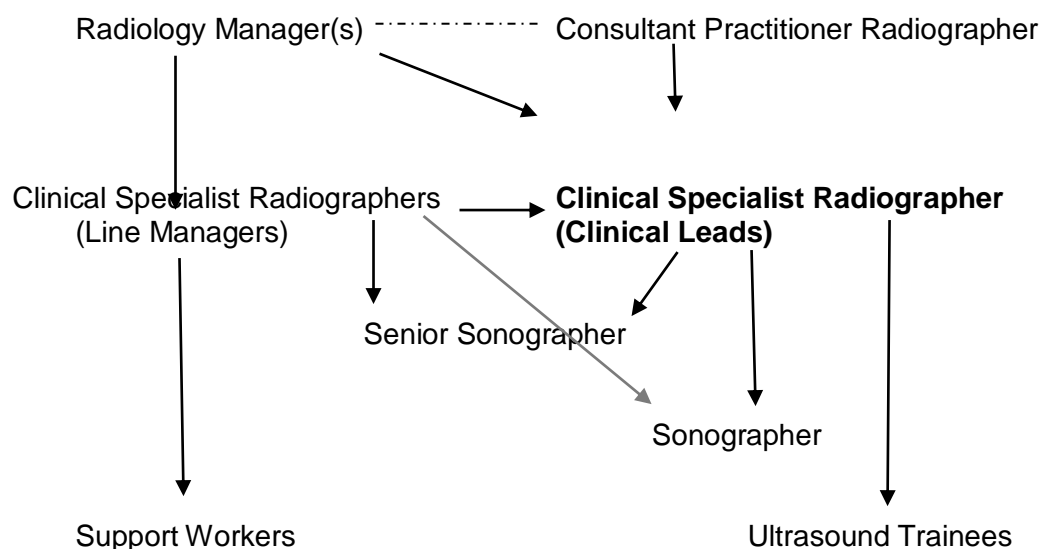 Radiology Manager(s)
Consultant Practitioner Radiographer
Clinical Specialist Radiographers
(Line Managers)
Clinical Specialist Radiographer
(Clinical Leads)
Senior Sonographer
Sonographer
Support Workers
Ultrasound Trainees